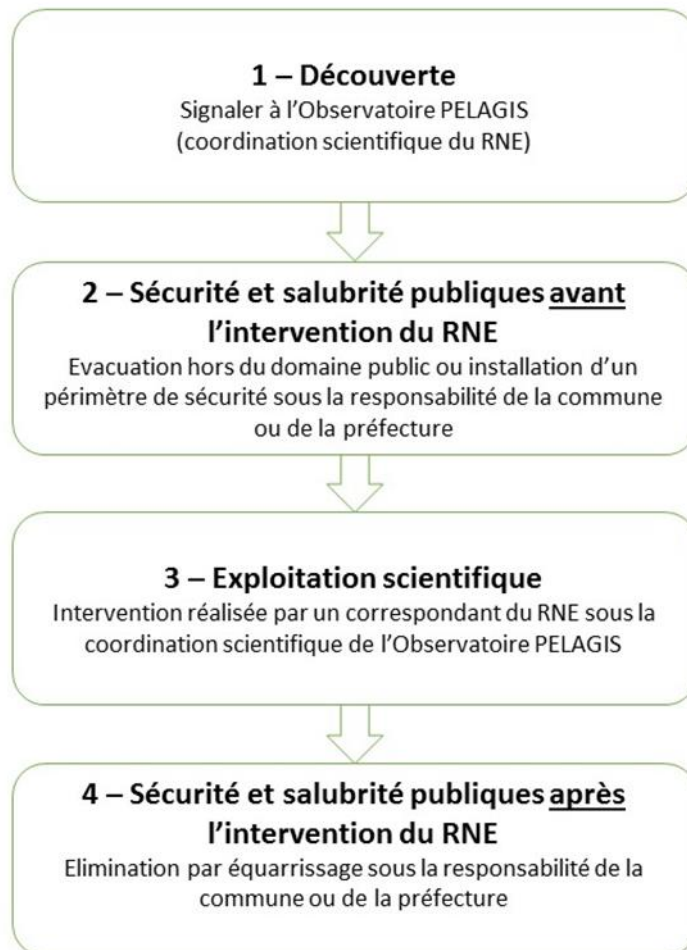 1 – Découverte
Signaler à l’Observatoire PELAGIS
(coordination scientifique du RNE)
2 – Sécurité et salubrité publiques avant
l’intervention du RNE
Evacuation hors du domaine public ou installation d’un
périmètre de sécurité sous la responsabilité de la commune
ou de la préfecture
3 – Exploitation scientifique
Intervention réalisée par un correspondant du RNE sous la
coordination scientifique de l’Observatoire PELAGIS
4 – Sécurité et salubrité publiques après
l’intervention du RNE
Elimination par équarrissage sous la responsabilité de la
commune ou de la préfecture